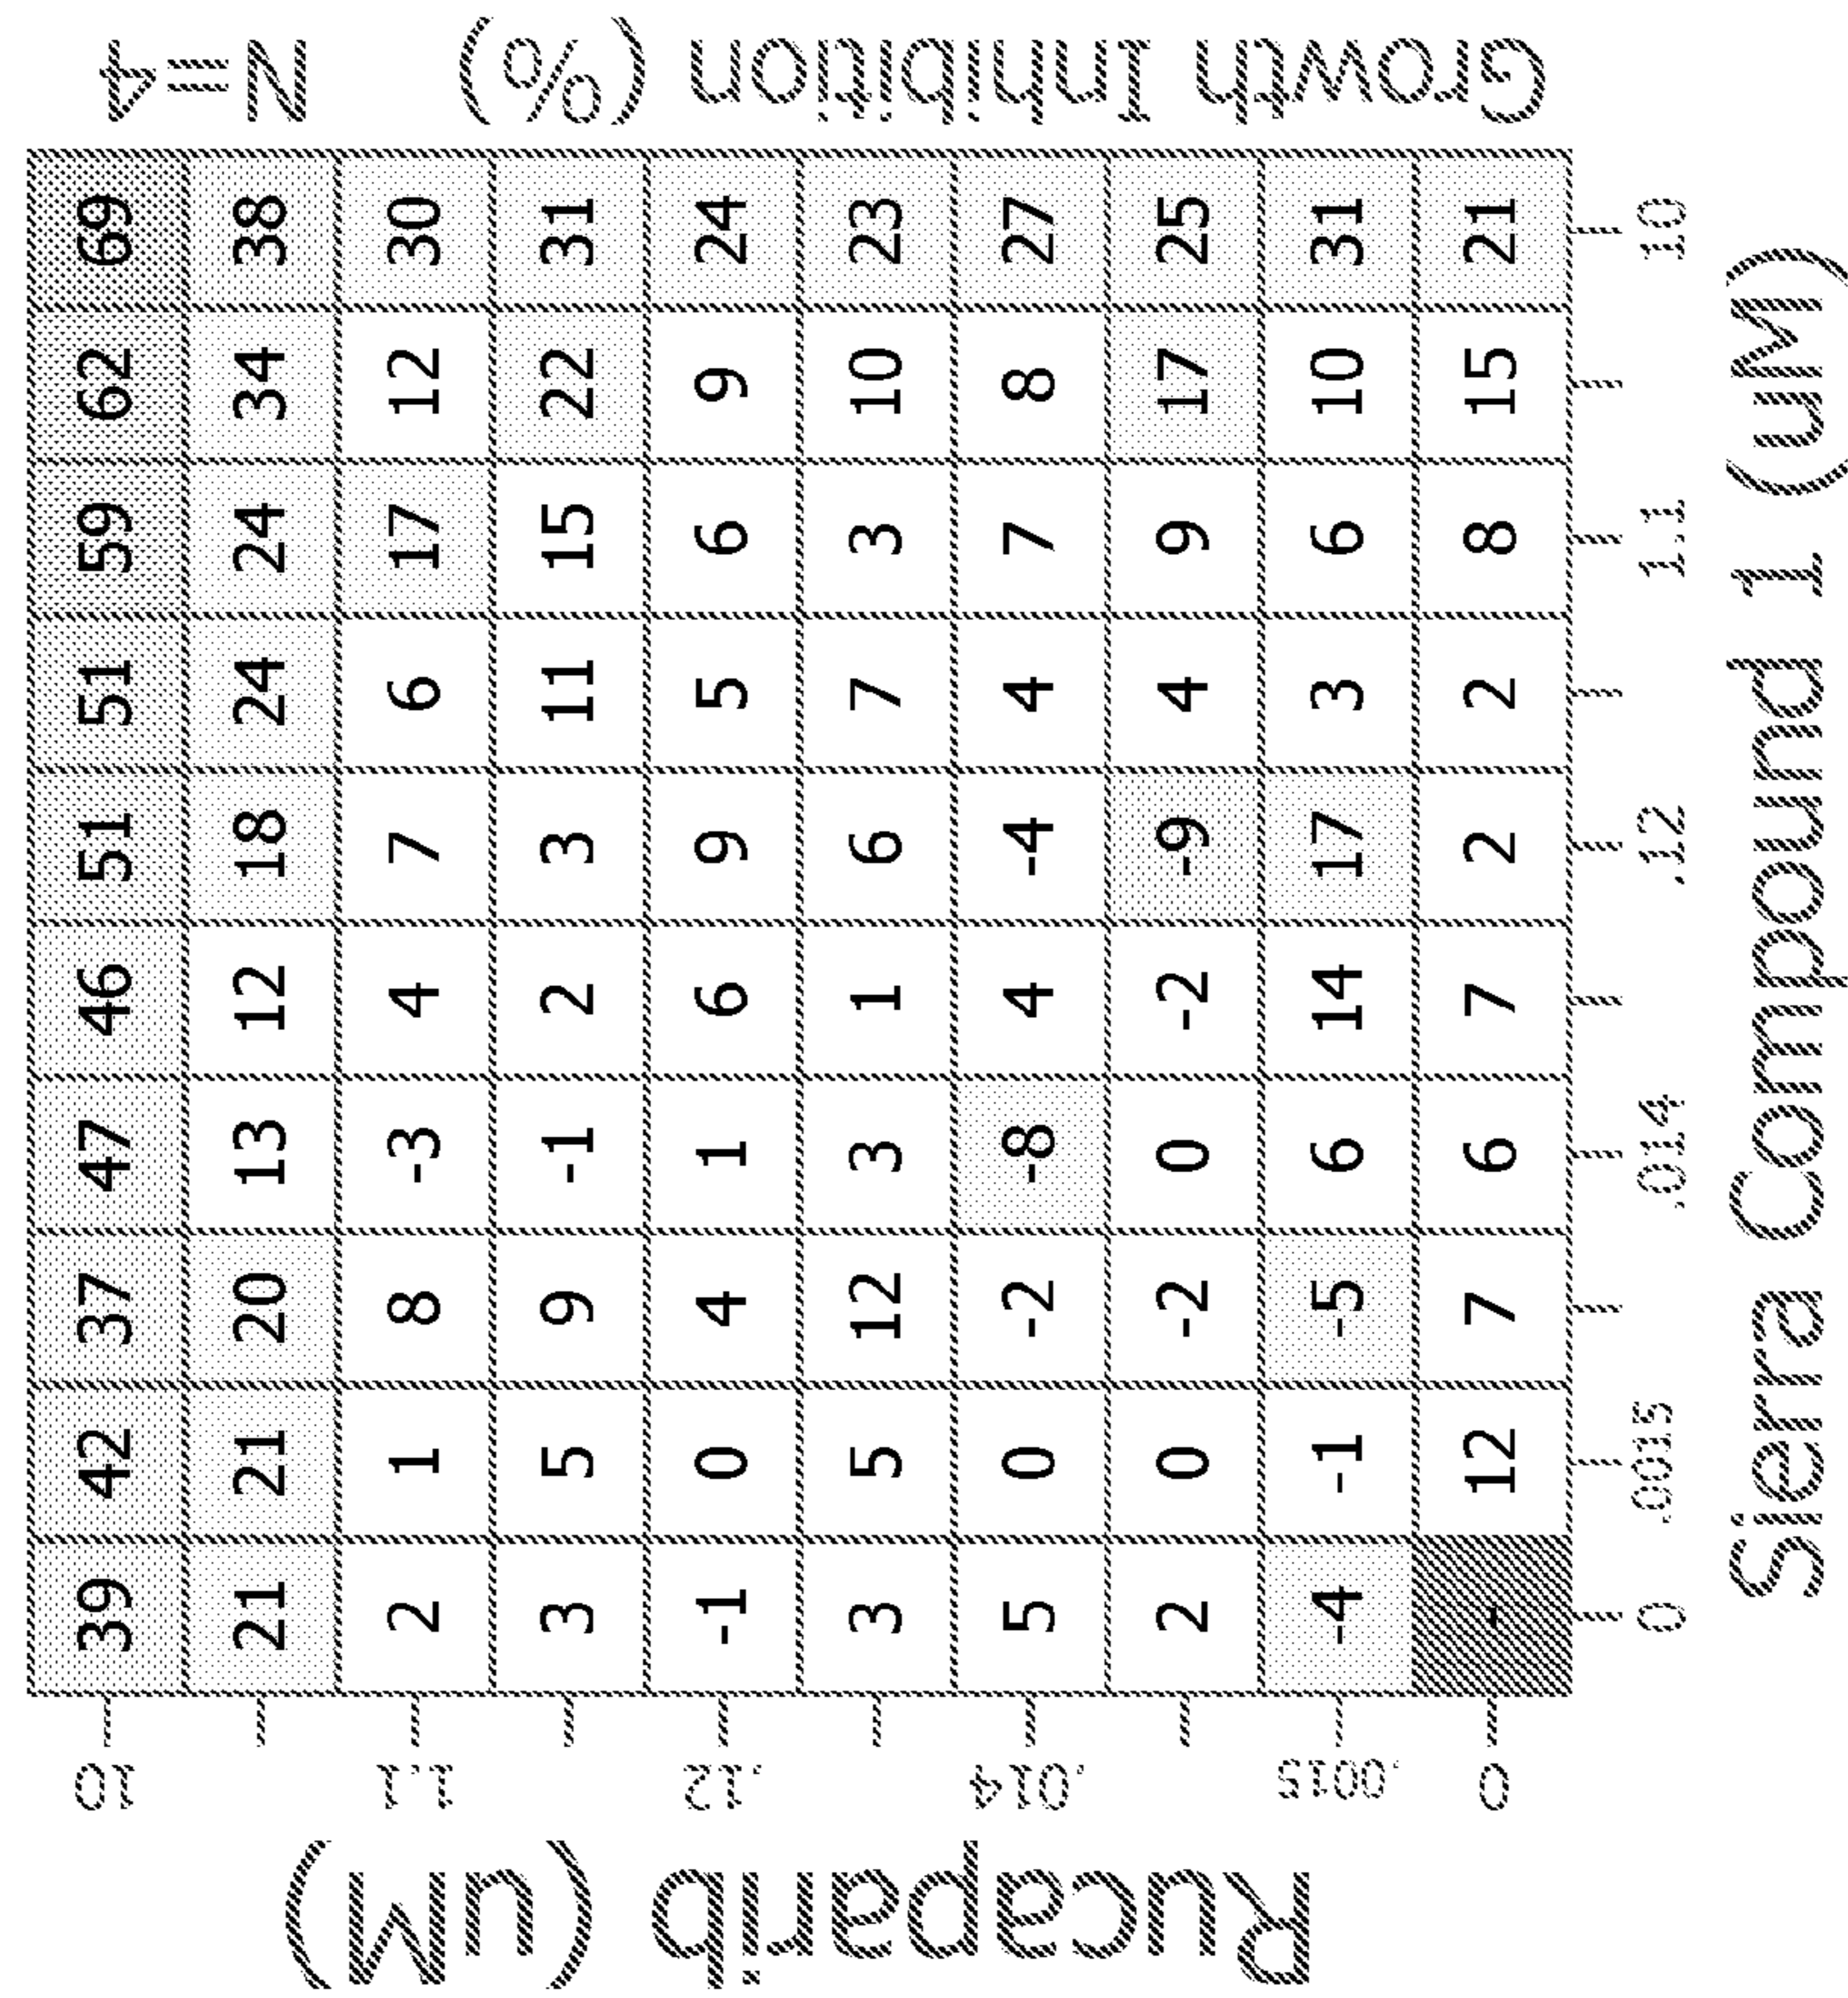 Growth Inhibition (%) N=4
Rucaparib (uM)
10 39 42 37 47 46 51 51 59 62 69
21 21 20 13 12 18 24 24 34 38
1.1 2 1 8 -3 4 7 6 17 12 30
3 5 9 -1 2 3 11 15 22 31
.12 -1 0 4 1 6 9 5 6 9 24
3 5 12 3 1 6 7 3 10 23
.014 5 0 -2 -8 4 -4 4 7 8 27
2 0 -2 0 -2 -9 4 9 17 25
.0015 -4 -1 -5 6 14 17 3 6 10 31
0 - 12 7 6 7 2 2 8 15 21
0 .0015 .014 .12 1.1 10
Sierra Compound 1 (uM)